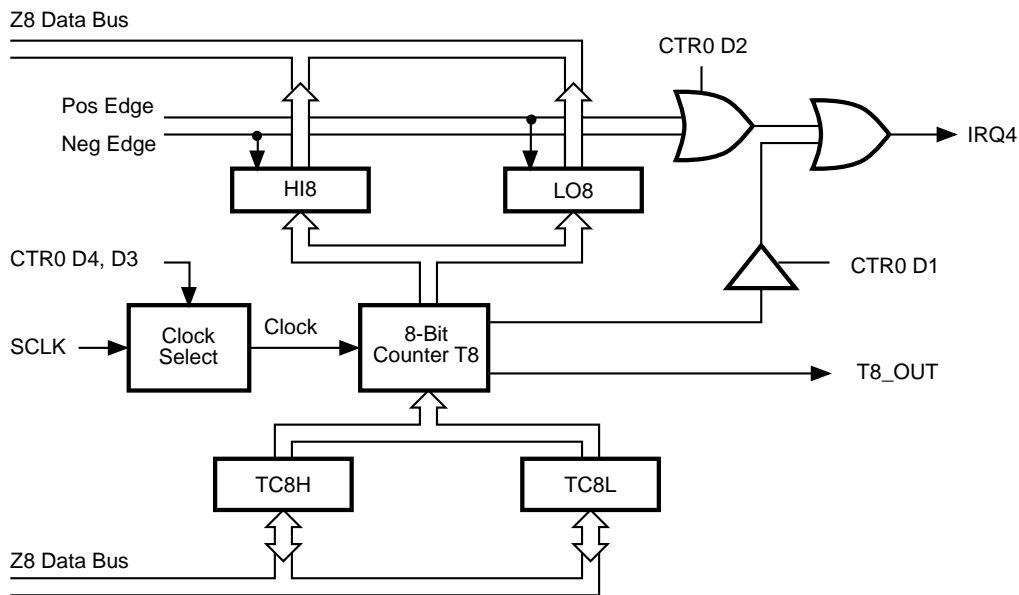 Z8 Data Bus
CTR0 D2
Pos Edge
Neg Edge
IRQ4
HI8
LO8
CTR0 D4, D3
CTR0 D1
SCLK
Clock
Select
Clock
8-Bit
Counter T8
T8_OUT
TC8H
TC8L
Z8 Data Bus